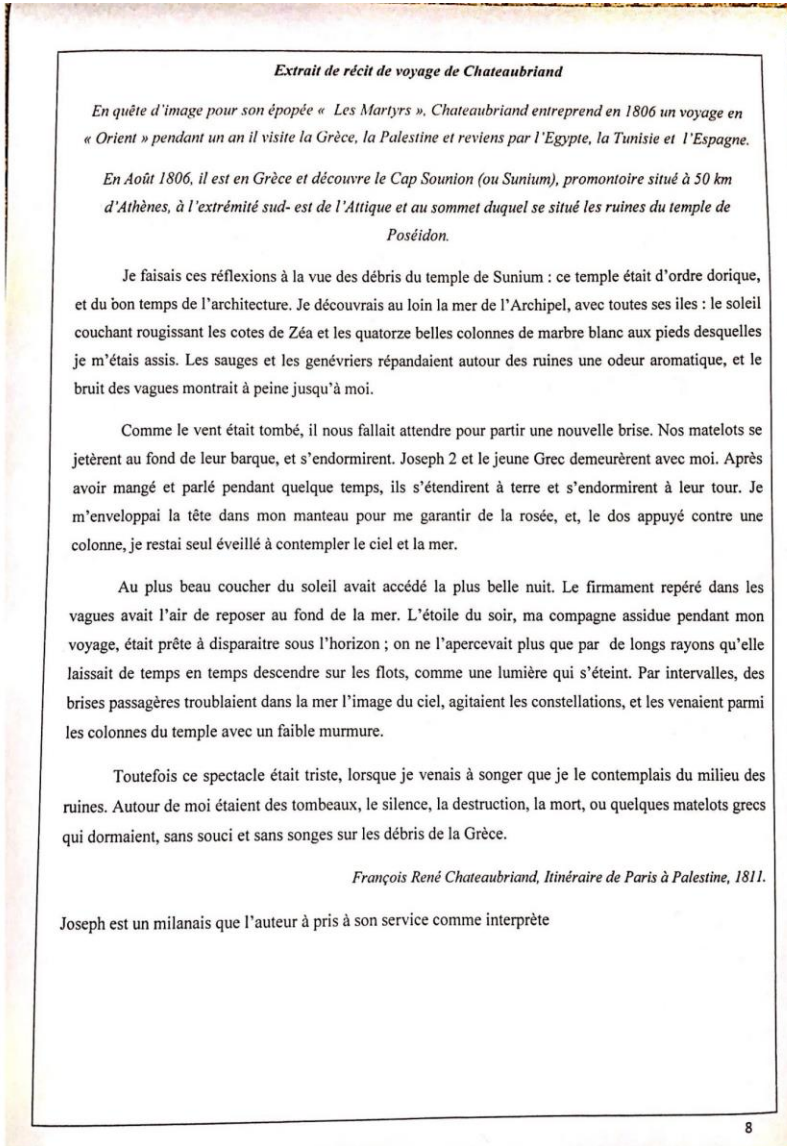 Extrait de récit de voyage de Chateaubriand
En quête d'image pour son épopée « Les Martyrs », Chateaubriand entreprend en 1806 un voyage en
« Orient » pendant un an il visite la Grèce, la Palestine et reviens par l'Egypte, la Tunisie et l'Espagne.
En Août 1806, il est en Grèce et découvre le Cap Sounion (ou Sunium), promontoire situé à 50 km
d'Athènes, à l'extrémité sud- est de l'Attique et au sommet duquel se situé les ruines du temple de
Poséidon.
Je faisais ces réflexions à la vue des débris du temple de Sunium : ce temple était d'ordre dorique,
et du bon temps de l'architecture. Je découvrais au loin la mer de l'Archipel, avec toutes ses iles : le soleil
couchant rougissant les cotes de Zéa et les quatorze belles colonnes de marbre blanc aux pieds desquelles
je m'étais assis. Les sauges et les genévriers répandaient autour des ruines une odeur aromatique, et le
bruit des vagues montrait à peine jusqu'à moi.
Comme le vent était tombé, il nous fallait attendre pour partir une nouvelle brise. Nos matelots se
jetèrent au fond de leur barque, et s'endormirent. Joseph 2 et le jeune Grec demeurèrent avec moi. Après
avoir mangé et parlé pendant quelque temps, ils s'étendirent à terre et s'endormirent à leur tour. Je
m'enveloppai la tête dans mon manteau pour me garantir de la rosée, et, le dos appuyé contre une
colonne, je restai seul éveillé à contempler le ciel et la mer.
Au plus beau coucher du soleil avait accédé la plus belle nuit. Le firmament repéré dans les
vagues avait l'air de reposer au fond de la mer. L'étoile du soir, ma compagne assidue pendant mon
voyage, était prête à disparaitre sous l'horizon ; on ne l'apercevait plus que par de longs rayons qu'elle
laissait de temps en temps descendre sur les flots, comme une lumière qui s'éteint. Par intervalles, des
brises passagères troublaient dans la mer l'image du ciel, agitaient les constellations, et les venaient parmi
les colonnes du temple avec un faible murmure.
Toutefois ce spectacle était triste, lorsque je venais à songer que je le contemplais du milieu des
ruines. Autour de moi étaient des tombeaux, le silence, la destruction, la mort, ou quelques matelots grecs
qui dormaient, sans souci et sans songes sur les débris de la Grèce.
François René Chateaubriand, Itinéraire de Paris à Palestine, 1811.
Joseph est un milanais que l'auteur à pris à son service comme interprète
8